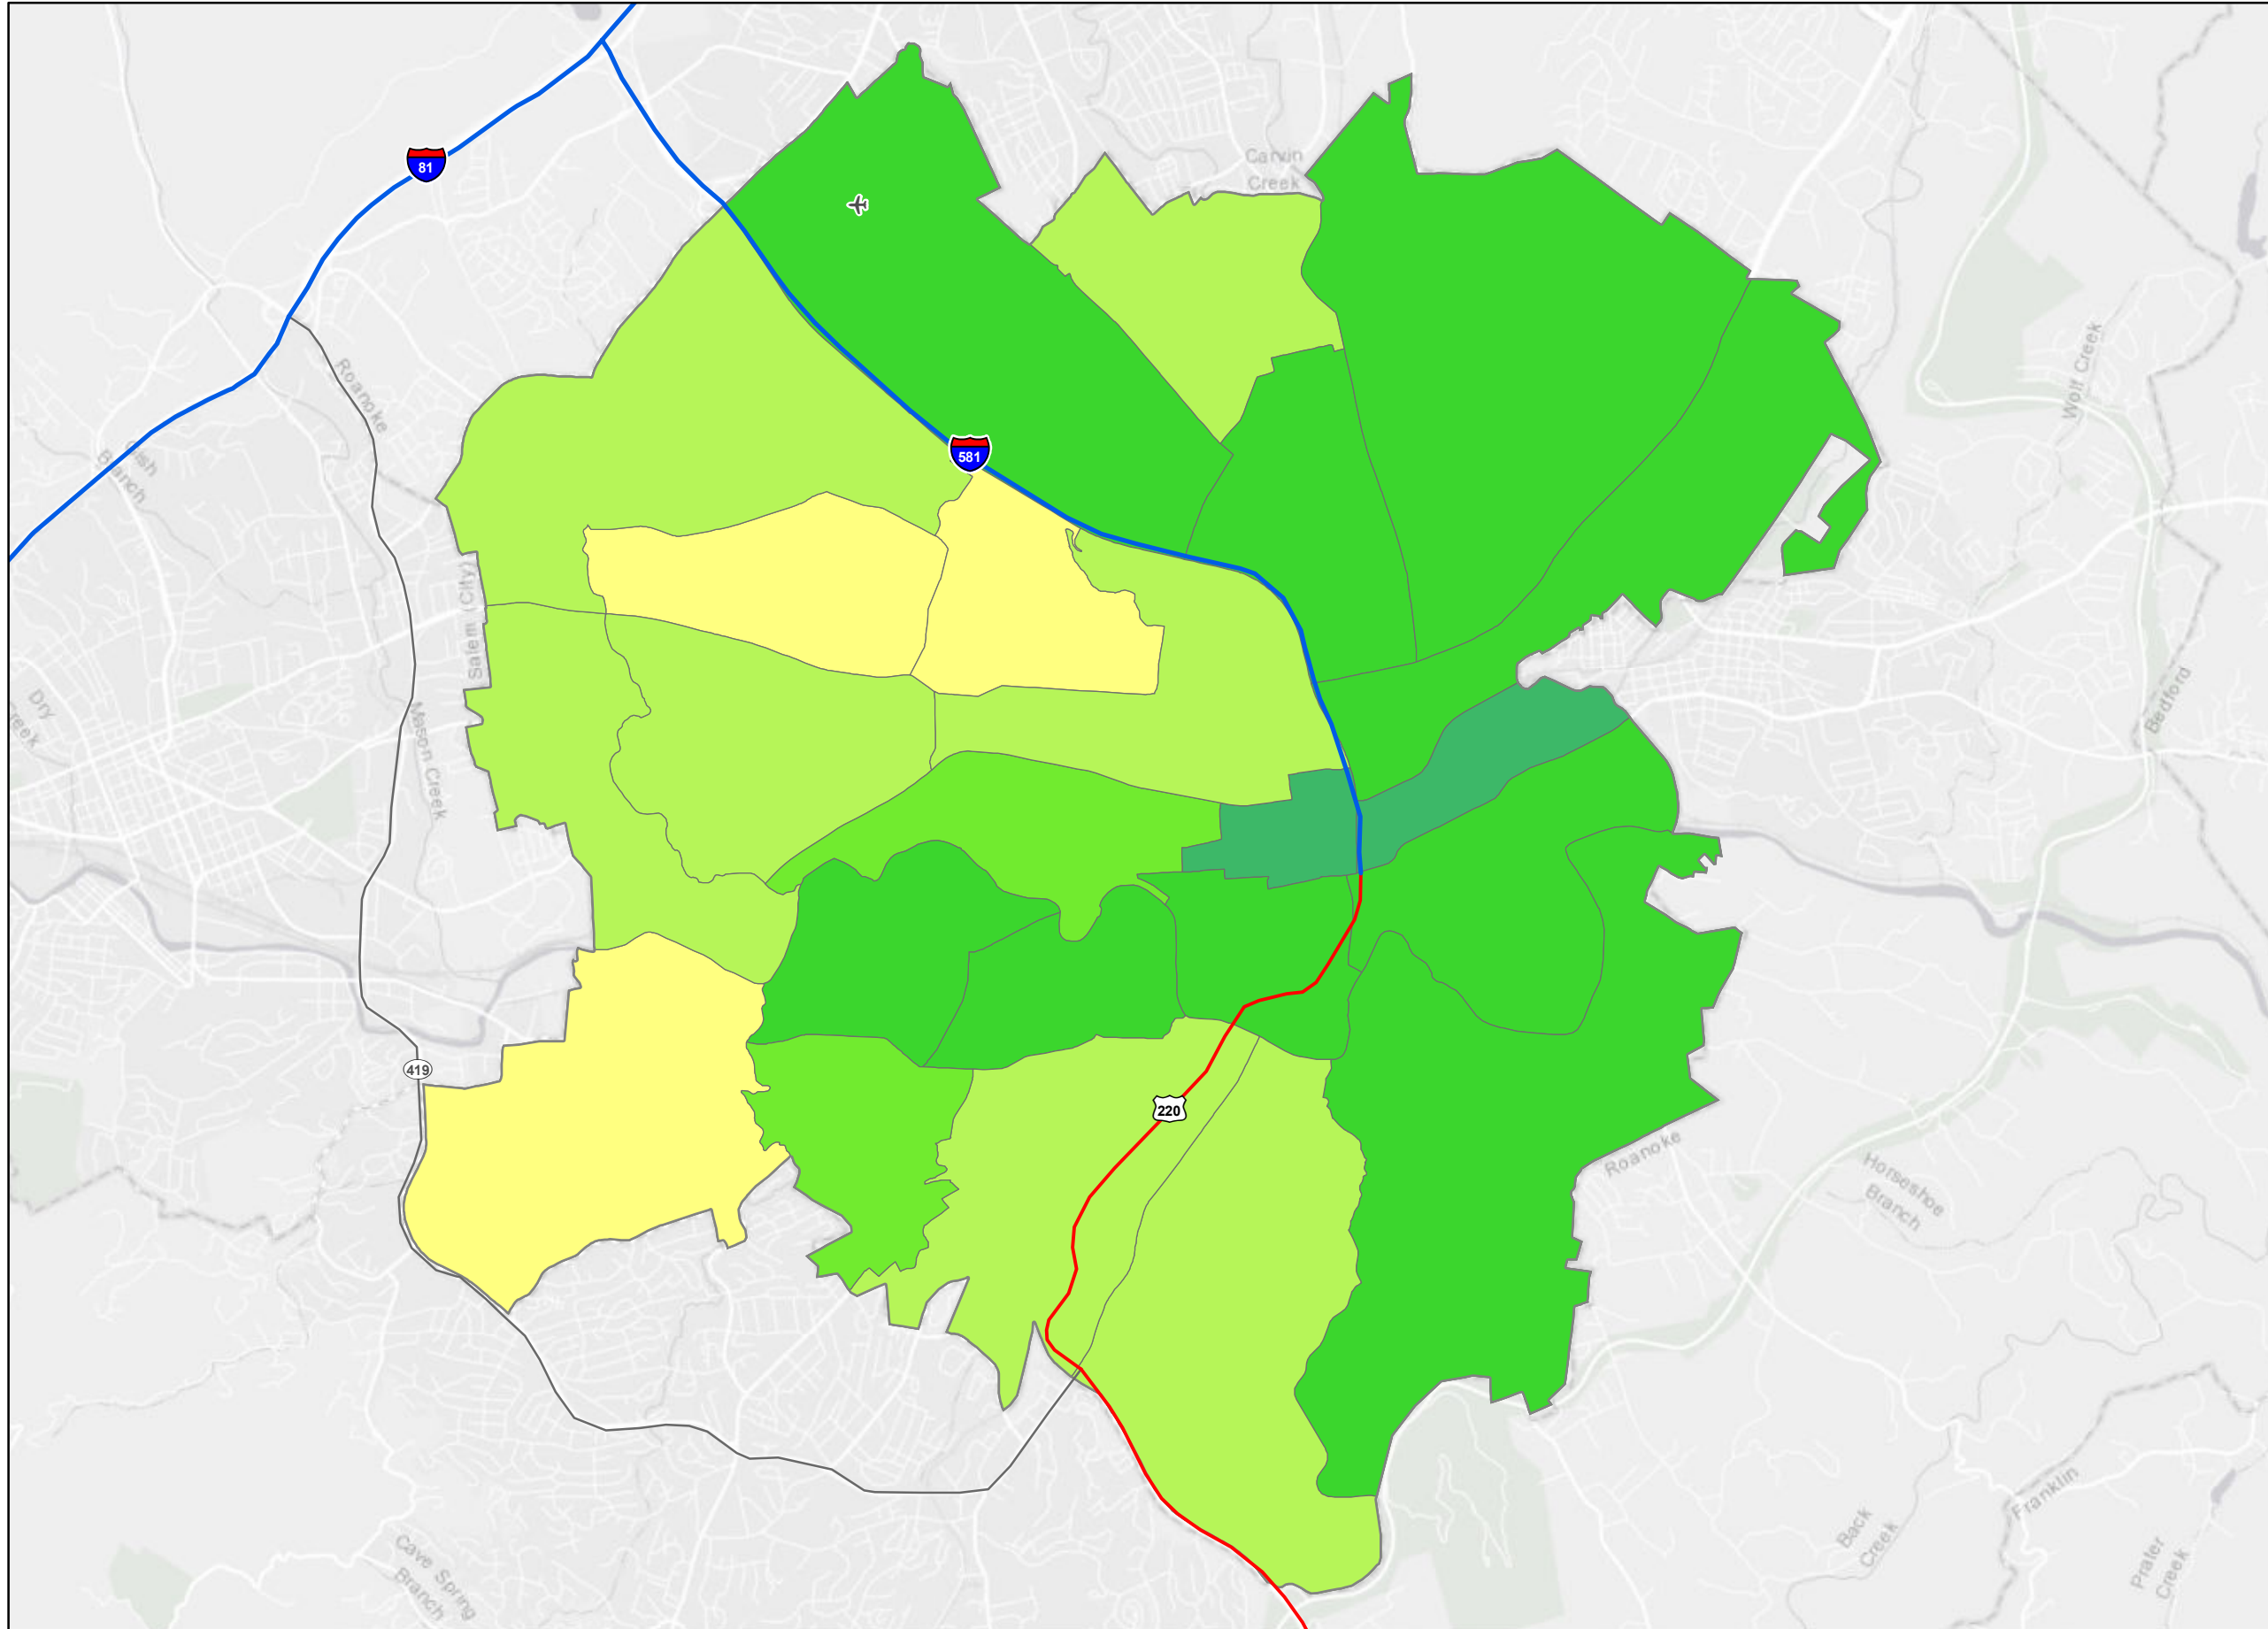 Carvin
Creek
81
Wolf Creek
Roanoke
581
Branch
Salem (City)
Dry
Creek
Mason Creek
Bedford
419
220
Roanoke
Horseshoe
Branch
Franklin
Back
Creek
Prater
Creek
Cave Spring
Branch